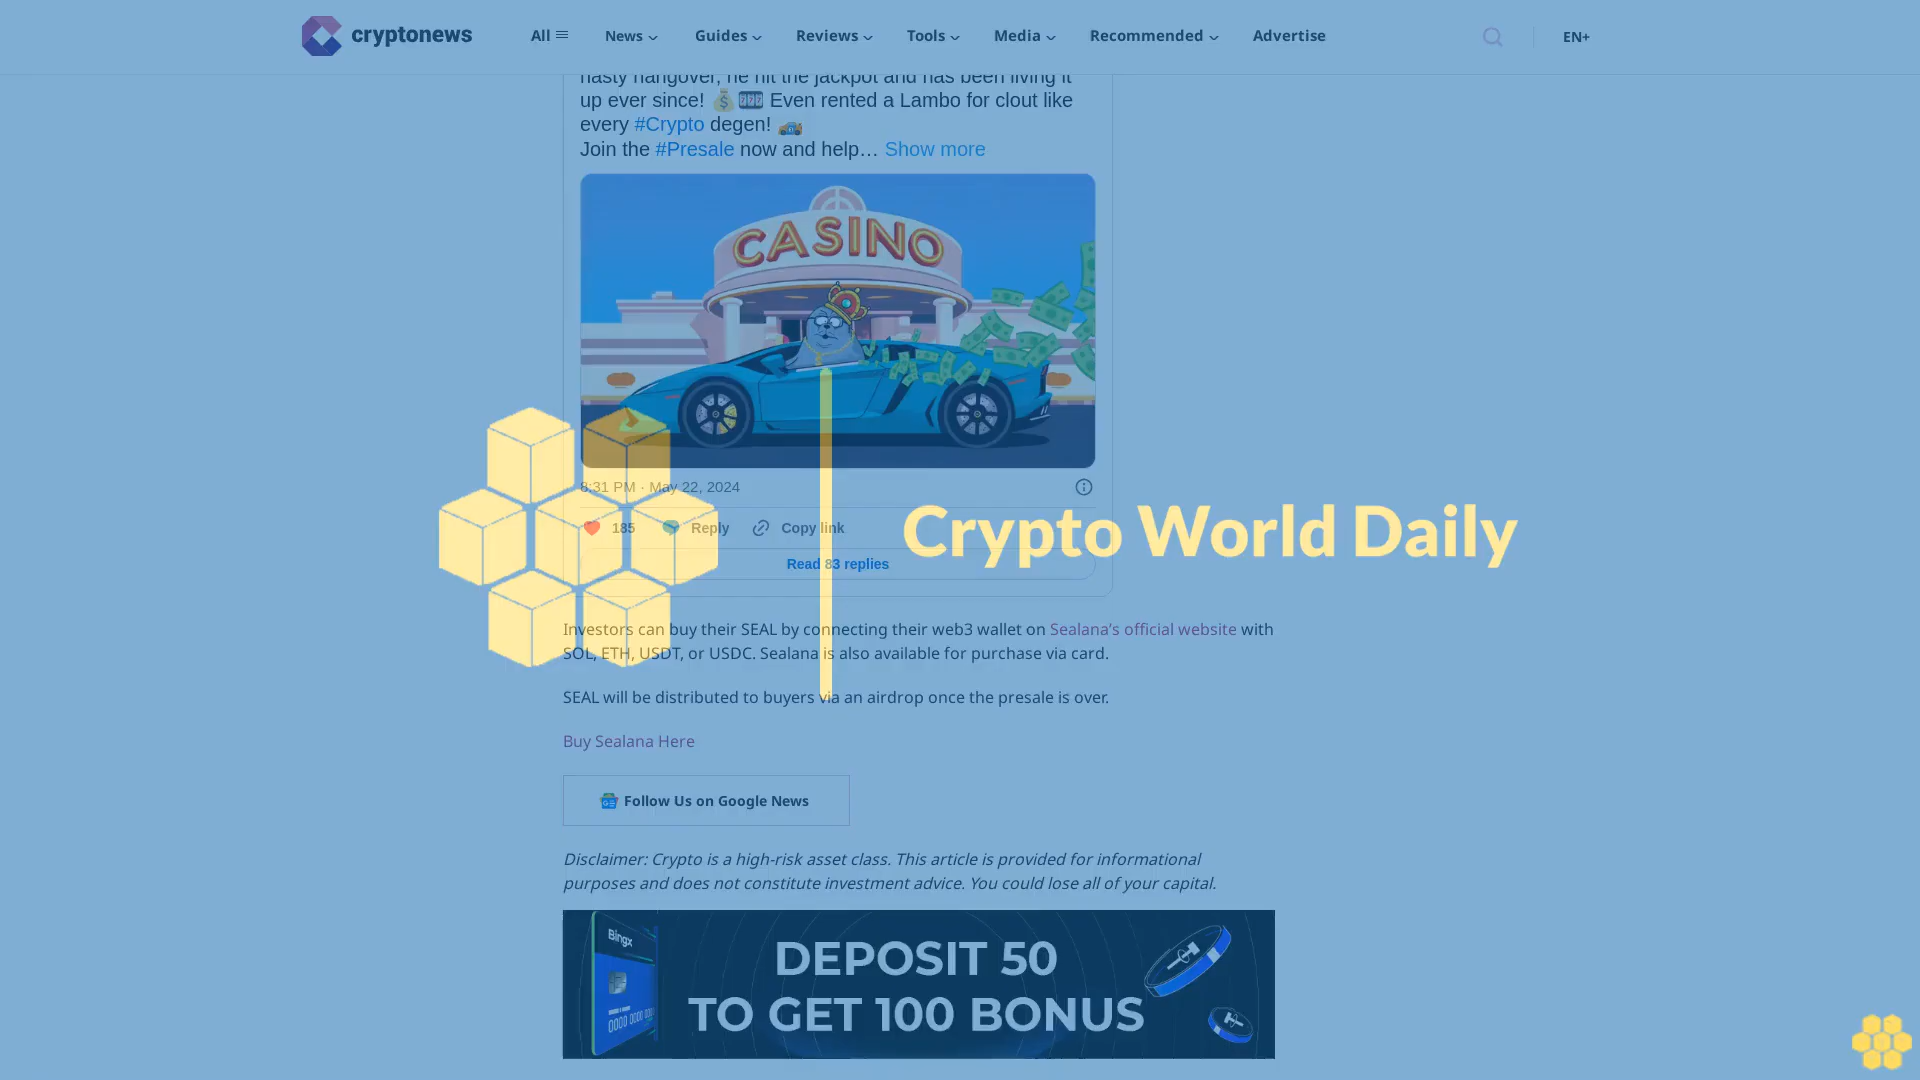 cryptonews
All
News
Guides
Reviews
Tools
Media
Recommended
Advertise
EN+
nasty hangover, he hit the jackpot and has been living it
up ever since! Even rented a Lambo for clout like
every #Crypto degen!
Join the #Presale now and help… Show more
CASINO
8:31 PM · May 22, 2024
185 Reply Copy link
Read 83 replies
Crypto World Daily
Investors can buy their SEAL by connecting their web3 wallet on Sealana’s official website with
SOL, ETH, USDT, or USDC. Sealana is also available for purchase via card.
SEAL will be distributed to buyers via an airdrop once the presale is over.
Buy Sealana Here
Follow Us on Google News
Disclaimer: Crypto is a high-risk asset class. This article is provided for informational
purposes and does not constitute investment advice. You could lose all of your capital.
Bingx
DEPOSIT 50
TO GET 100 BONUS